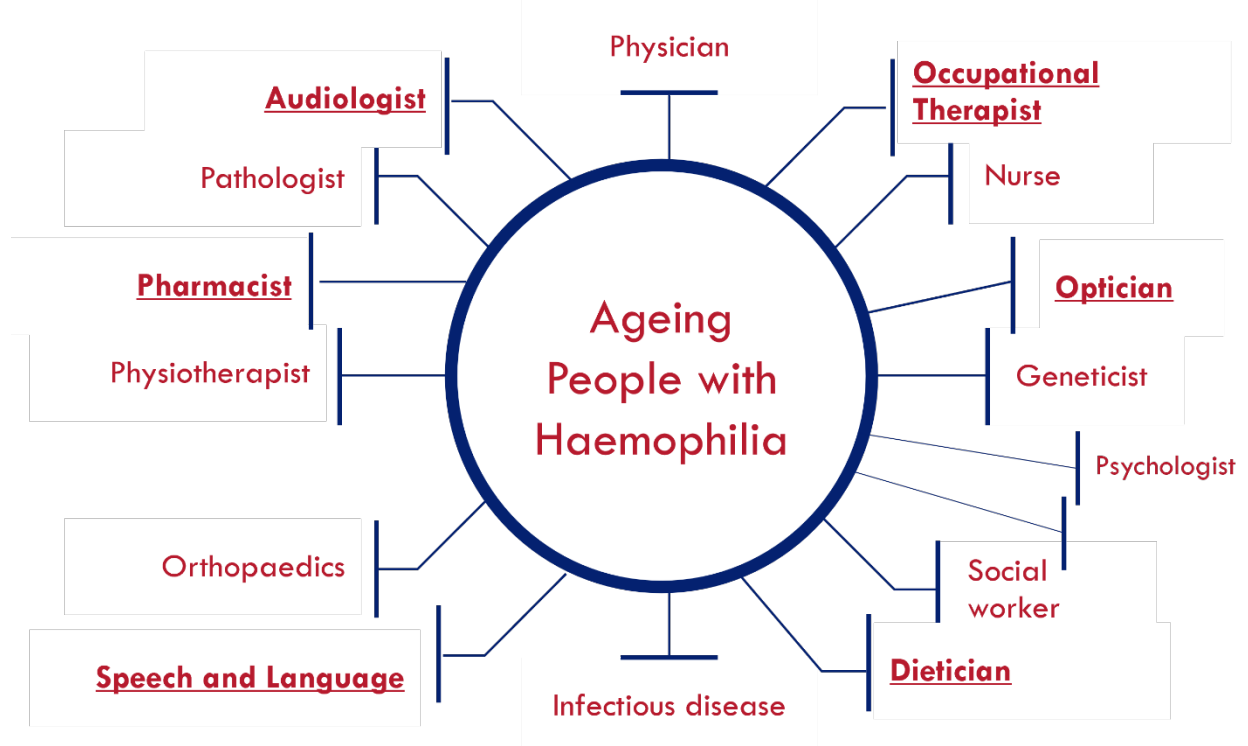 Physician
Occupational
Therapist
Audiologist
Nurse
Pathologist
Optician
Pharmacist
Geneticist
Physiotherapist
Ageing
People with
Haemophilia
Psychologist
Orthopaedics
Social
worker
Speech and Language
Dietician
Infectious disease